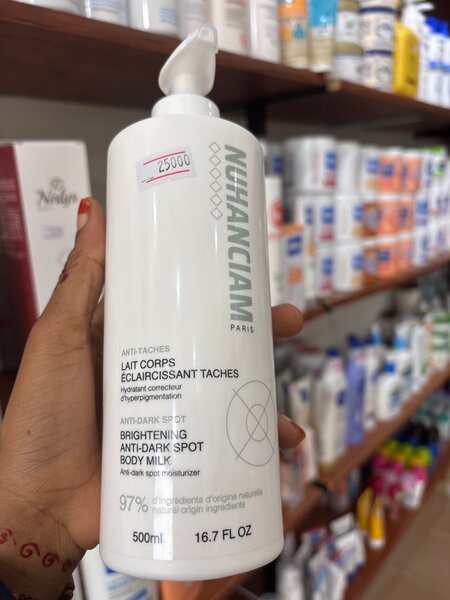 25000
NUHANCIAM
PARIS
ANTI-TACHES
LAIT CORPS
ÉCLAIRCISSANT TACHES
Hydratant correcteur
d'hyperpigmentation
ANTI-DARK SPOT
BRIGHTENING
ANTI-DARK SPOT
BODY MILK
Anti-dark spot moisturizer
97% d'ingrédients d'origine naturelle
natural origin ingredients
500ml 16.7 FL OZ